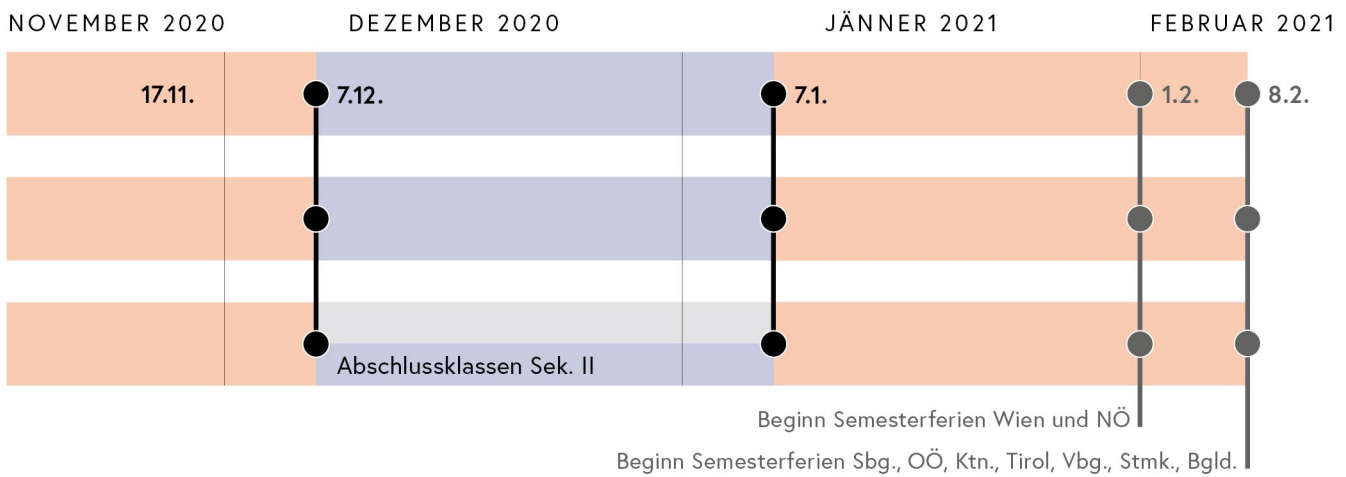 NOVEMBER 2020 DEZEMBER 2020 JÄNNER 2021 FEBRUAR 2021
17.11. 7.12. 7.1. 1.2. 8.2.
Abschlussklassen Sek. II
Beginn Semesterferien Wien und NÖ
Beginn Semesterferien Sbg., OÖ, Ktn., Tirol, Vbg., Stmk., Bgld.